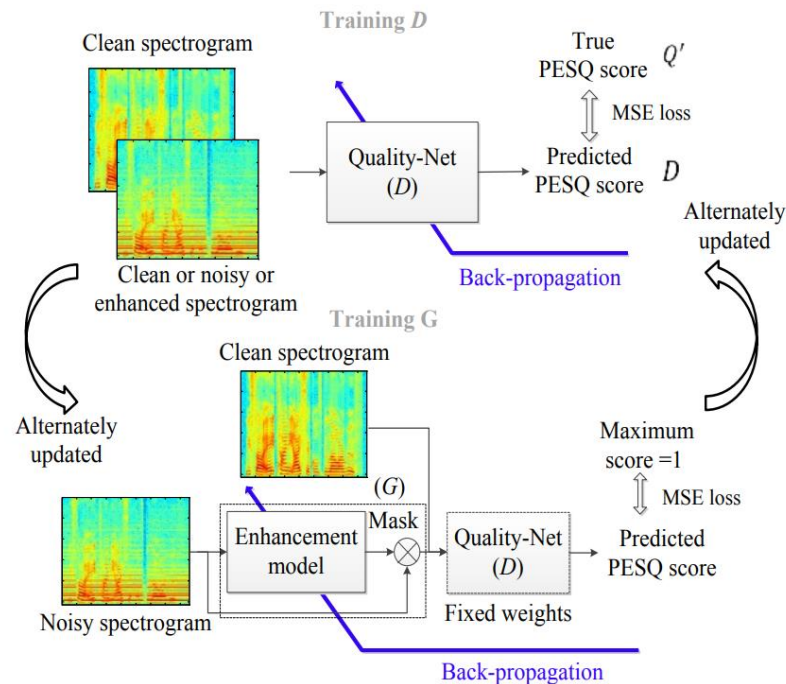 Training D
Clean spectrogram
True
PESQ score Q′
MSE loss
Quality-Net
(D)
Predicted
PESQ score D
Alternately
updated
Back-propagation
Clean or noisy or
enhanced spectrogram
Training G
Clean spectrogram
Alternately
updated
Maximum
score =1
(G)
Mask
MSE loss
Enhancement
model
Quality-Net
(D)
Predicted
PESQ score
Noisy spectrogram
Fixed weights
Back-propagation